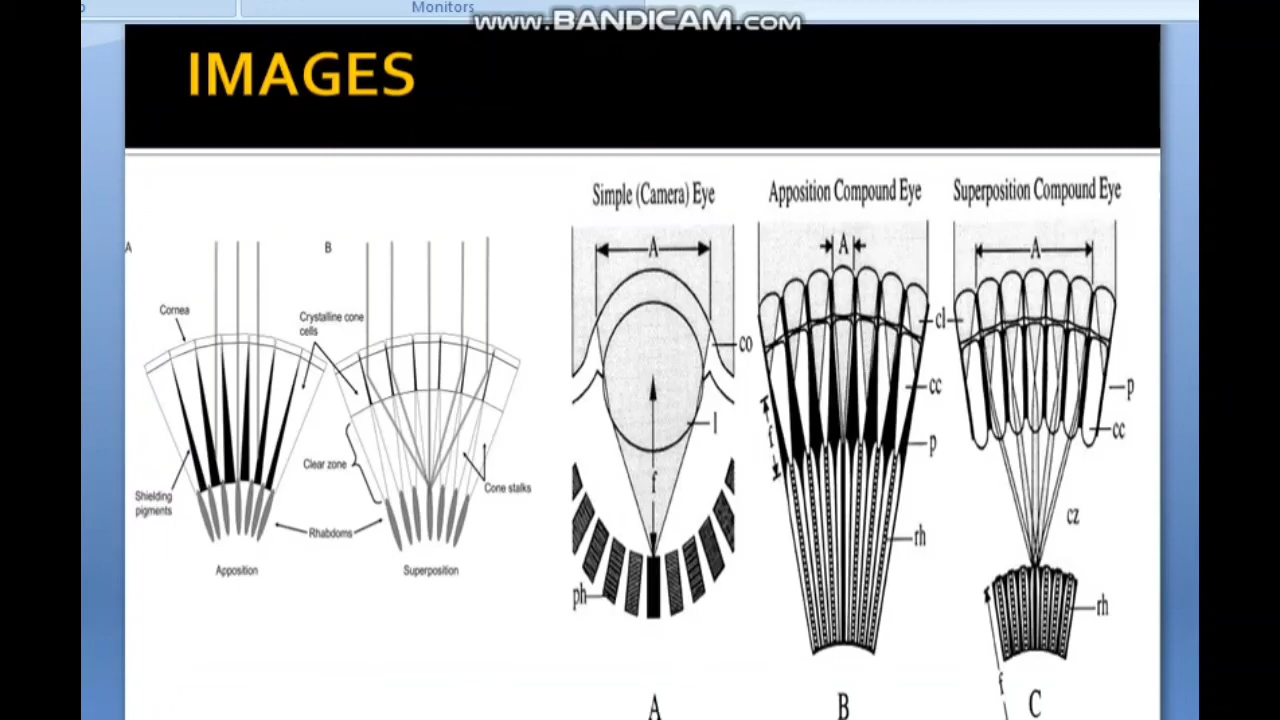 Monitors
www.BANDICAM.com
IMAGES
A
B
Cornea
Crystalline cone
cells
Clear zone
Cone stalks
Shielding
pigments
Rhabdoms
Apposition
Superposition
Simple (Camera) Eye
A
co
l
f
ph
A
Apposition Compound Eye
A
cl
cc
f
p
rh
B
Superposition Compound Eye
A
p
cc
cz
rh
f
C